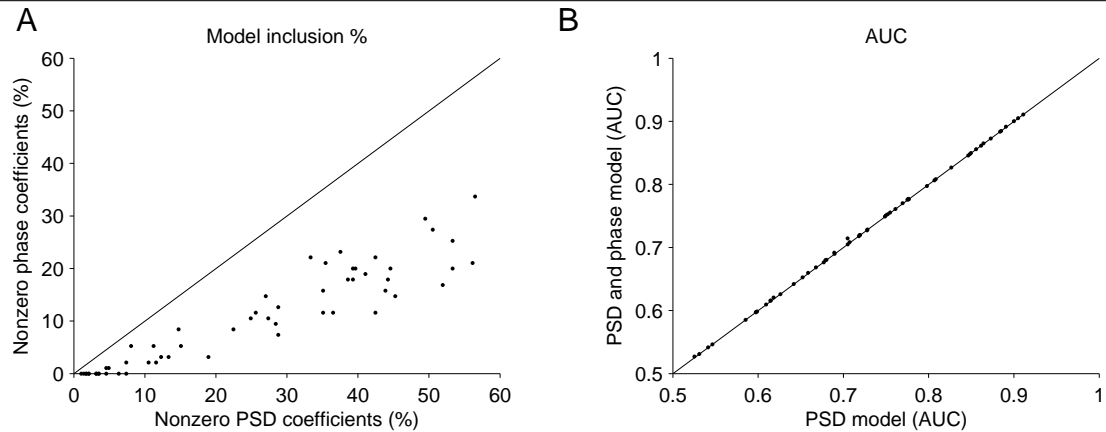 A
Model inclusion %
60
50
40
30
20
10
0
0 10 20 30 40 50 60
Nonzero phase coefficients (%)
Nonzero PSD coefficients (%)
B
AUC
1
0.9
0.8
0.7
0.6
0.5
0.5 0.6 0.7 0.8 0.9 1
PSD and phase model (AUC)
PSD model (AUC)